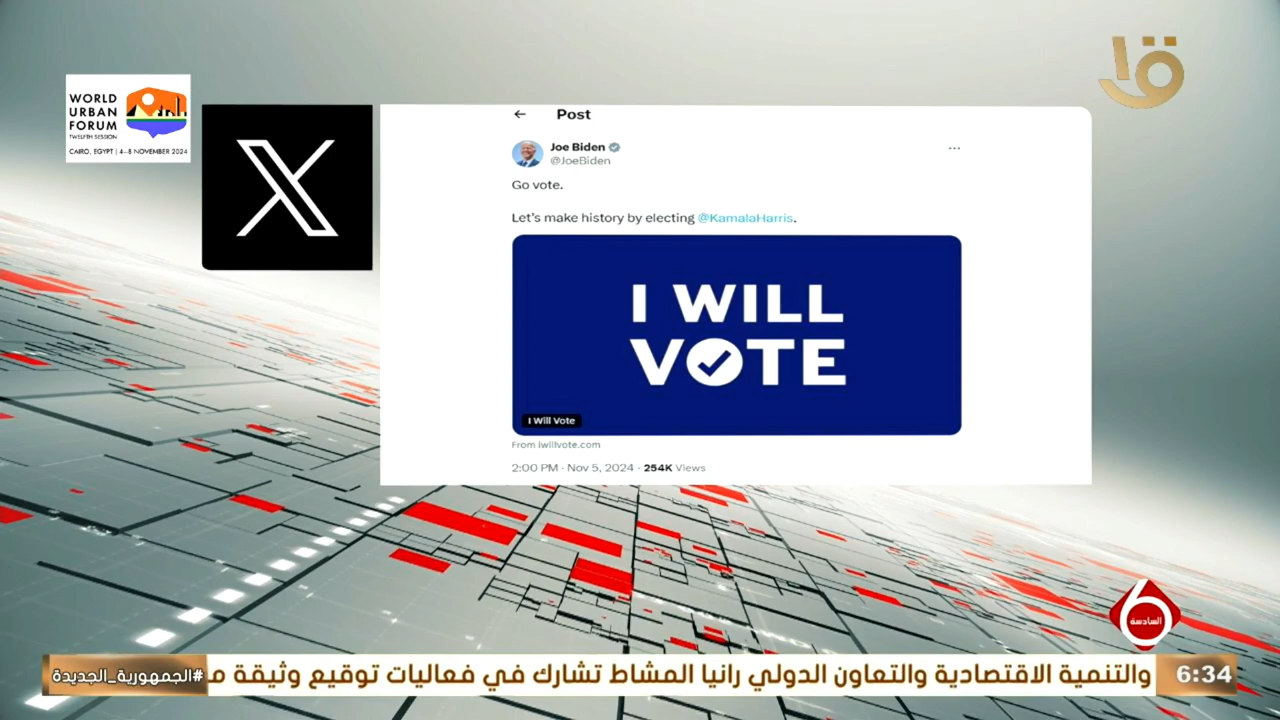 WORLD
URBAN
FORUM
TWELFTH SESSION
CAIRO, EGYPT | 4-8 NOVEMBER 2024
Post
Joe Biden
@JoeBiden
Go vote.
Let's make history by electing @KamalaHarris.
I WILL
VOTE
I Will Vote
From iwillvote.com
2:00 PM · Nov 5, 2024 · 254K Views
6
السادسة
والتنمية الاقتصادية والتعاون الدولي رانيا المشاط تشارك في فعاليات توقيع وثيقة م
#الجمهورية_الجديدة
6:34